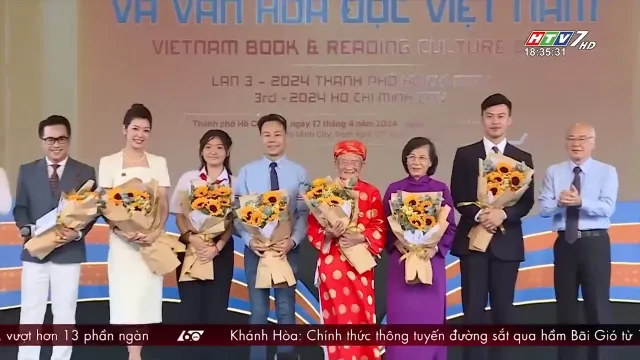 VÀ VĂN HÓA ĐỌC VIỆT NAM
VIETNAM BOOK & READING CULTURE
HTV7 HD
18:35:31
LẦN 3 - 2024 THÀNH PHỐ HỒ CHÍ MINH
3rd - 2024 HO CHI MINH CITY
Thành phố Hồ Chí Minh, ngày 17 tháng 4 năm 2024
Minh City,
, vượt hơn 13 phần ngàn
60
Khánh Hòa: Chính thức thông tuyến đường sắt qua hầm Bãi Gió từ